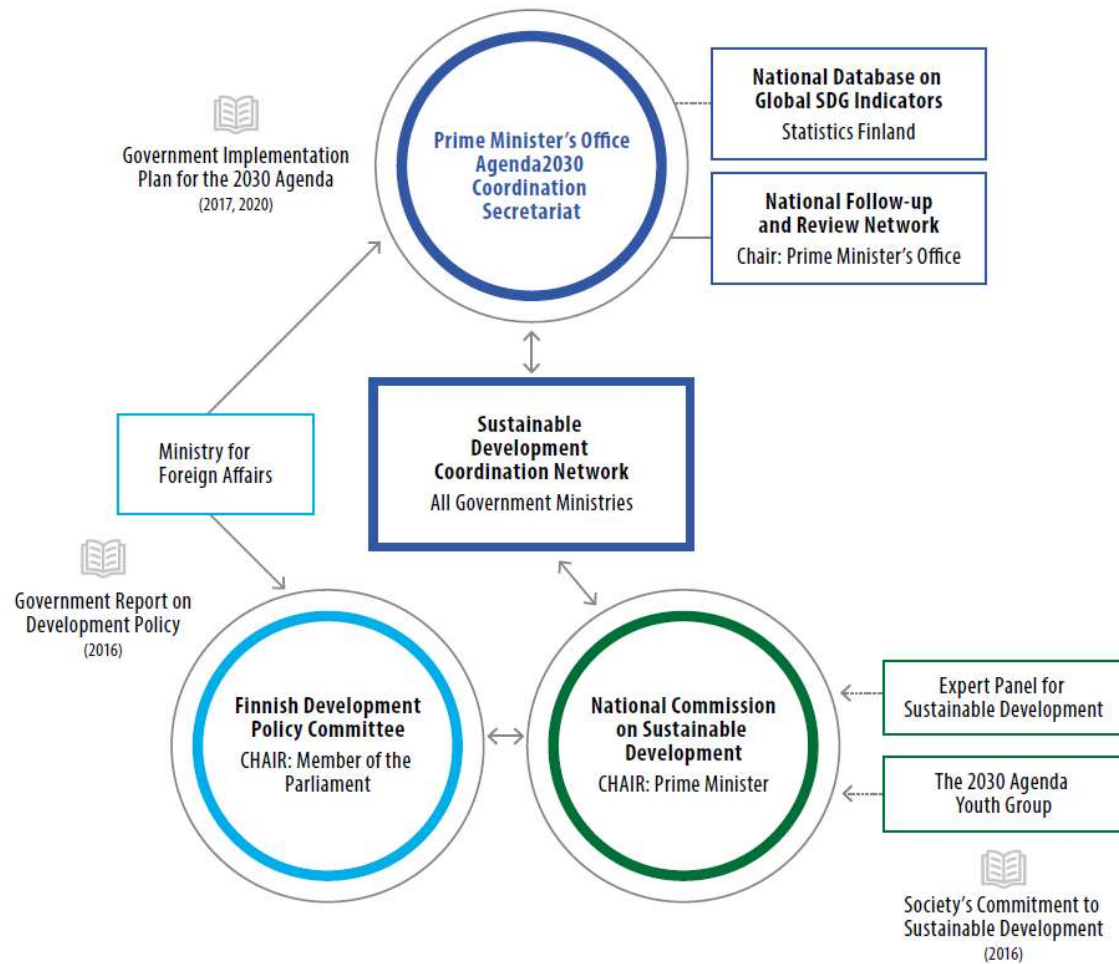 National Database on
Global SDG Indicators
Statistics Finland
Prime Minister’s Office
Agenda2030
Coordination
Secretariat
Government Implementation
Plan for the 2030 Agenda
(2017, 2020)
National Follow-up
and Review Network
Chair: Prime Minister’s Office
Ministry for
Foreign Affairs
Sustainable
Development
Coordination Network
All Government Ministries
Government Report on
Development Policy
(2016)
Finnish Development
Policy Committee
CHAIR: Member of the
Parliament
National Commission
on Sustainable
Development
CHAIR: Prime Minister
Expert Panel for
Sustainable Development
The 2030 Agenda
Youth Group
Society’s Commitment to
Sustainable Development
(2016)